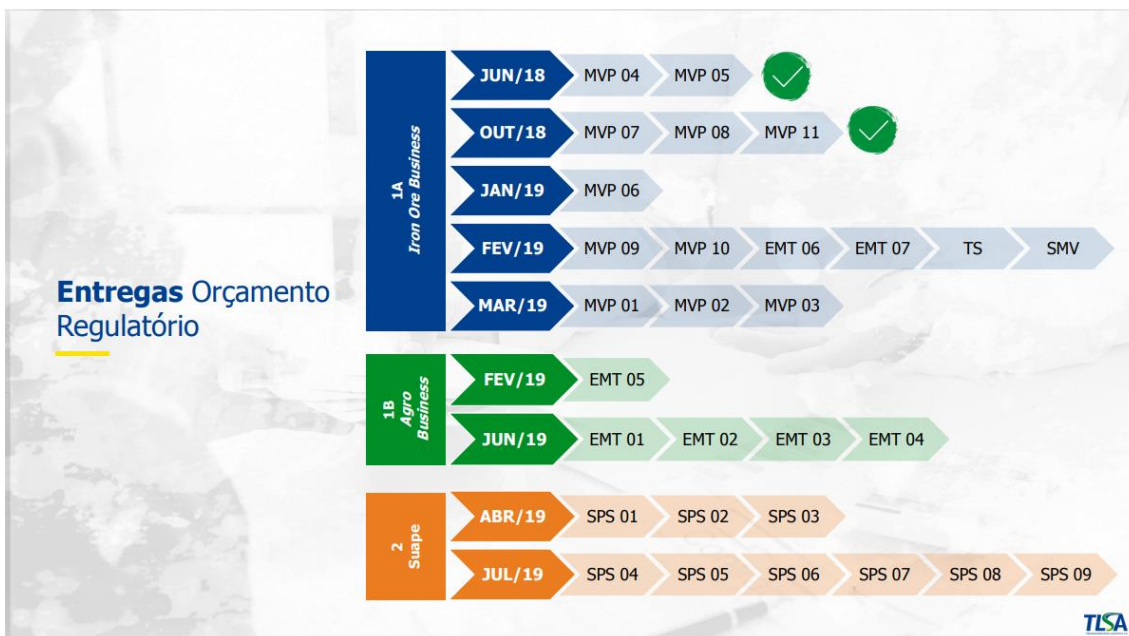 Entregas Orçamento
Regulatório
1A
Iron Ore Business
JUN/18 MVP 04 MVP 05
OUT/18 MVP 07 MVP 08 MVP 11
JAN/19 MVP 06
FEV/19 MVP 09 MVP 10 EMT 06 EMT 07 TS SMV
MAR/19 MVP 01 MVP 02 MVP 03
1B
Agro
Business
FEV/19 EMT 05
JUN/19 EMT 01 EMT 02 EMT 03 EMT 04
2
Suape
ABR/19 SPS 01 SPS 02 SPS 03
JUL/19 SPS 04 SPS 05 SPS 06 SPS 07 SPS 08 SPS 09
TLSA